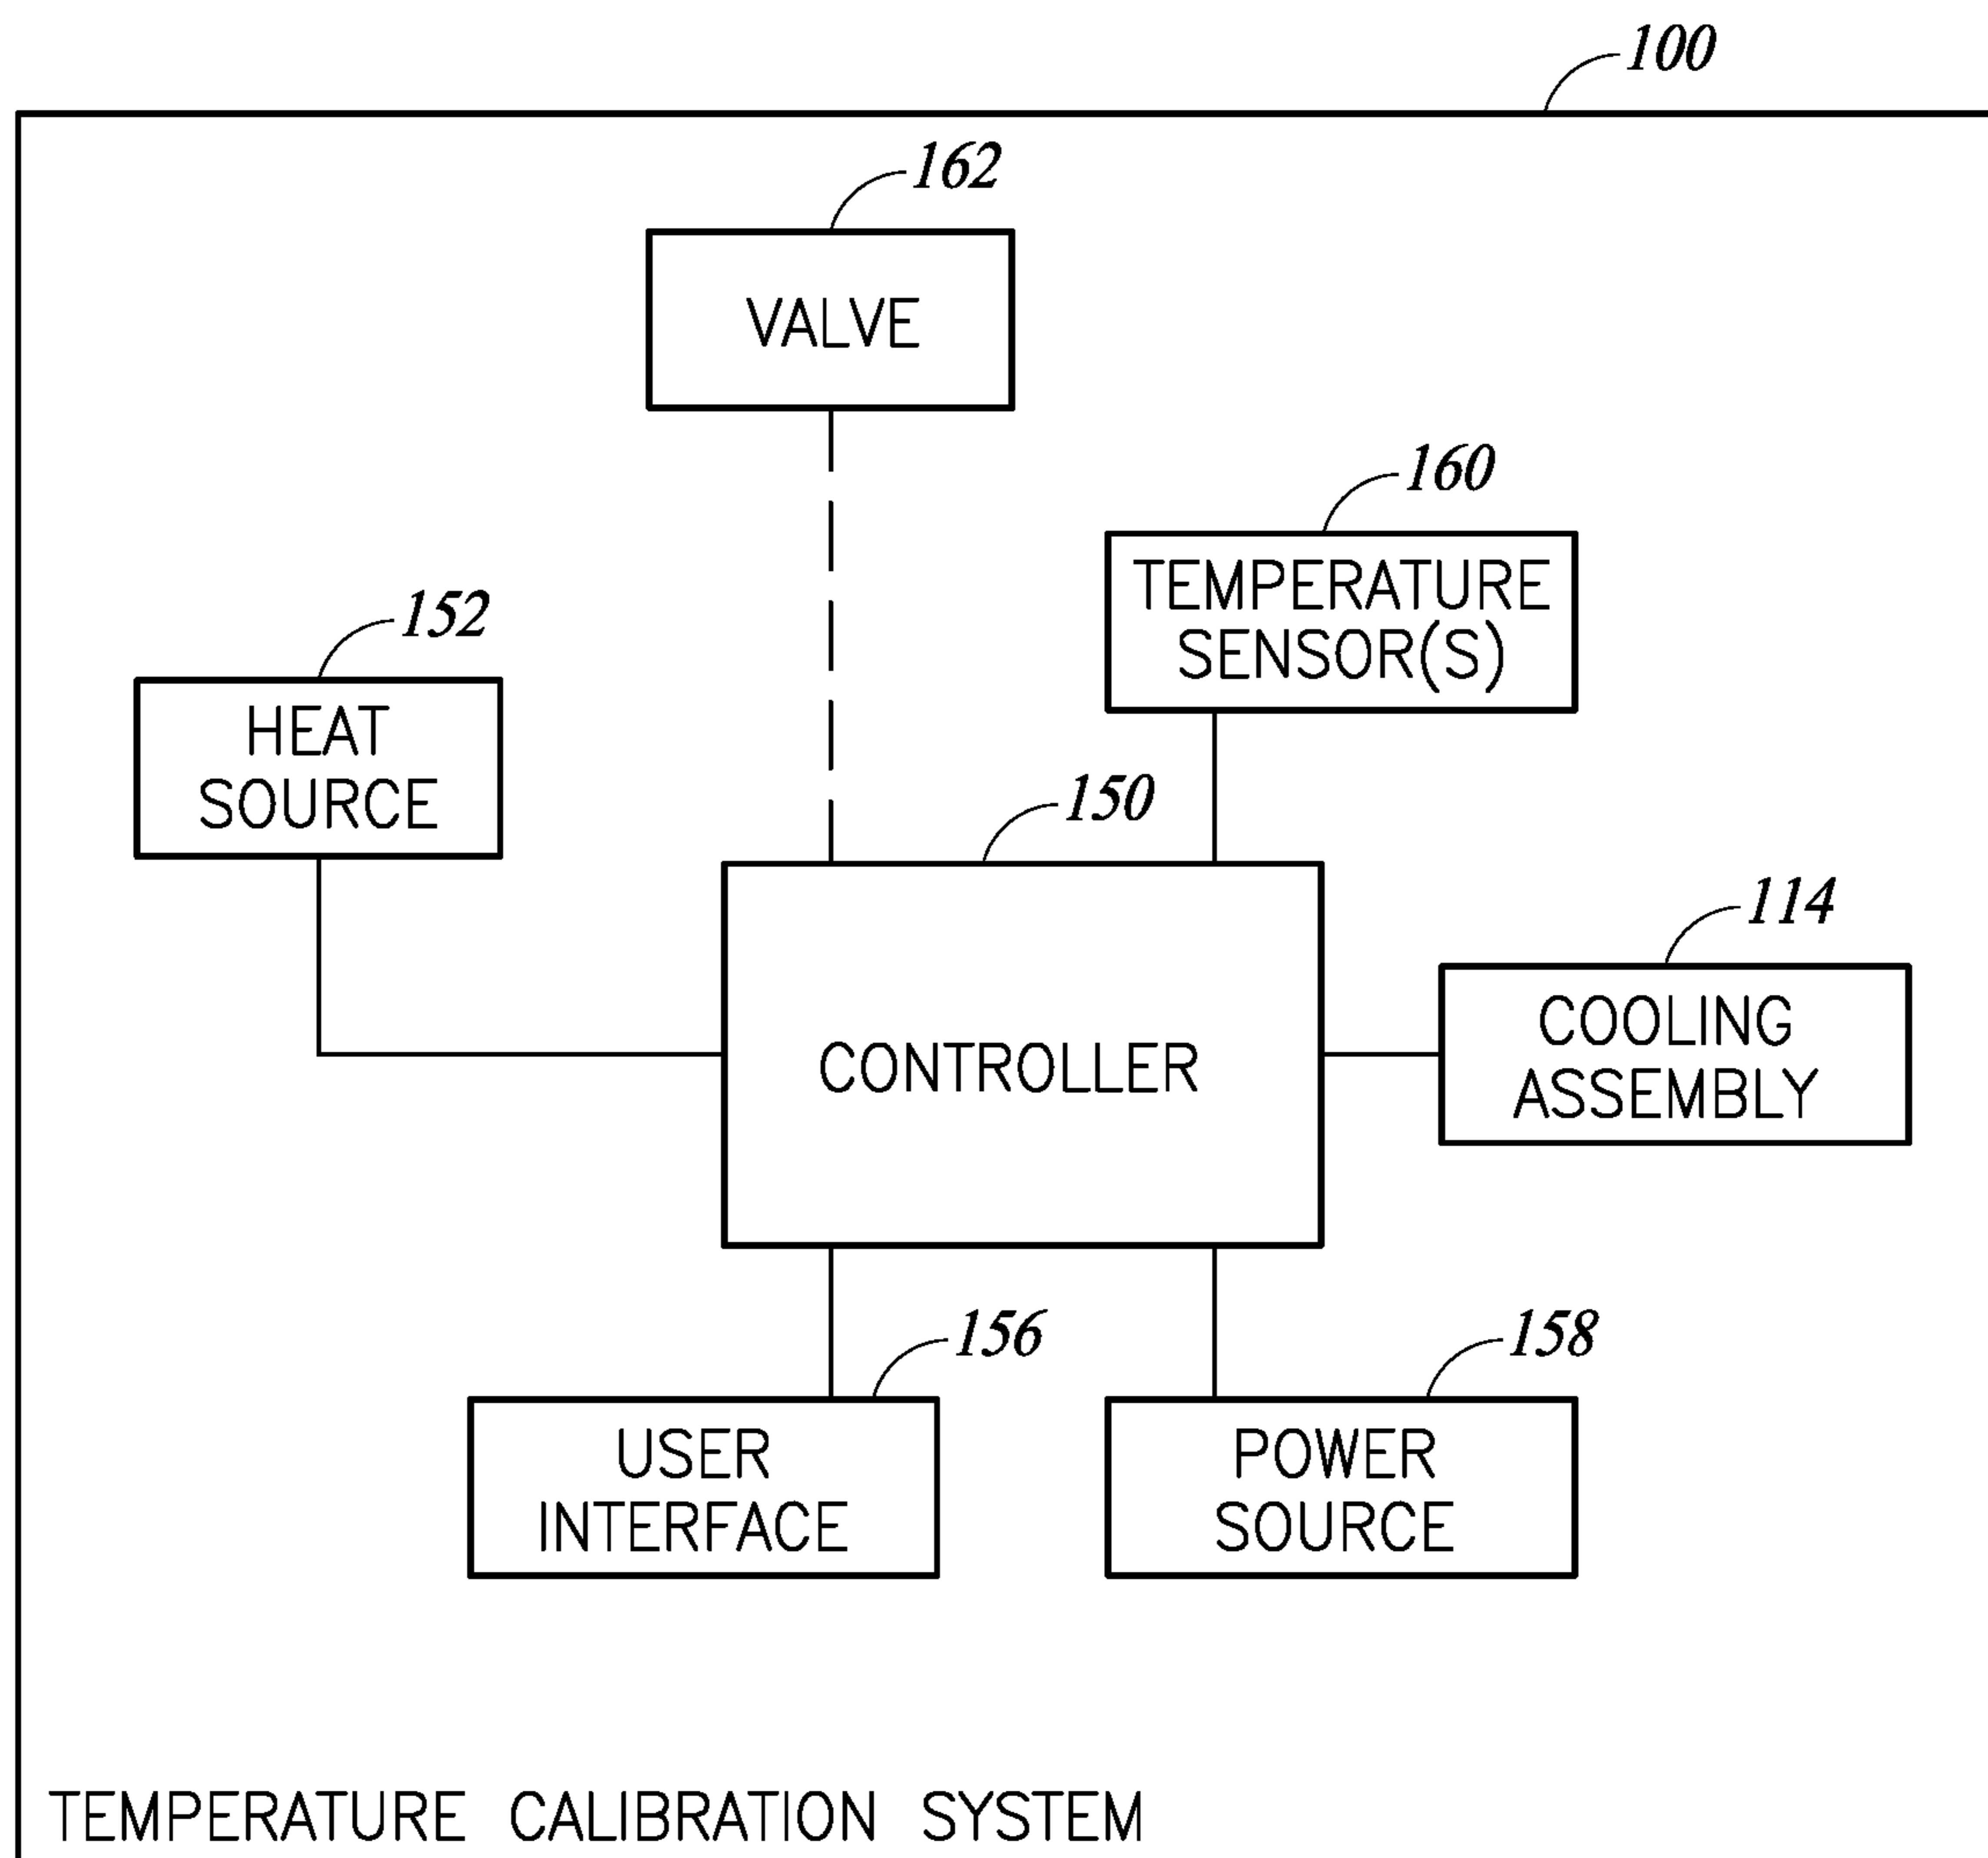 100
162
VALVE
160
TEMPERATURE
SENSOR(S)
152
HEAT
SOURCE
150
CONTROLLER
114
COOLING
ASSEMBLY
156
USER
INTERFACE
158
POWER
SOURCE
TEMPERATURE CALIBRATION SYSTEM